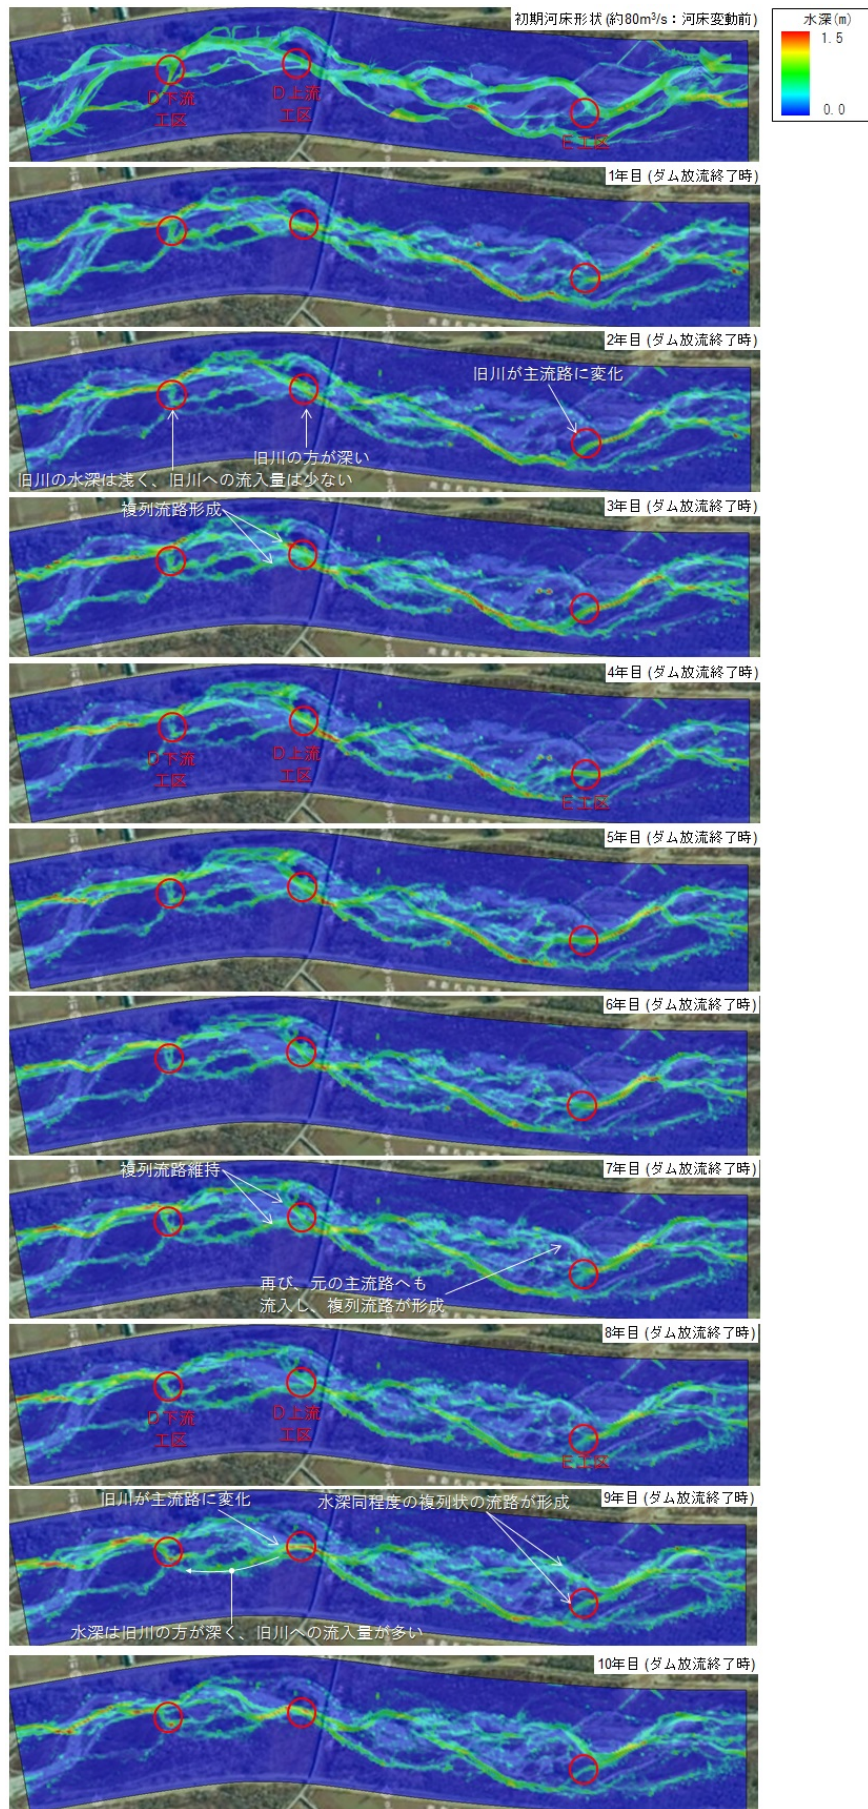 初期河床形状 (約80m³/s：河床変動前)
水深(m)
1.5
0.0
D下流
工区
D上流
工区
E工区
1年目 (ダム放流終了時)
2年目 (ダム放流終了時)
旧川が主流路に変化
旧川の方が深い
旧川の水深は浅く、旧川への流入量は少ない
3年目 (ダム放流終了時)
複列流路形成
4年目 (ダム放流終了時)
D下流
工区
D上流
工区
E工区
5年目 (ダム放流終了時)
6年目 (ダム放流終了時)
7年目 (ダム放流終了時)
複列流路維持
再び、元の主流路へも
流入し、複列流路が形成
8年目 (ダム放流終了時)
D下流
工区
D上流
工区
E工区
9年目 (ダム放流終了時)
旧川が主流路に変化
水深同程度の複列状の流路が形成
水深は旧川の方が深く、旧川への流入量が多い
10年目 (ダム放流終了時)